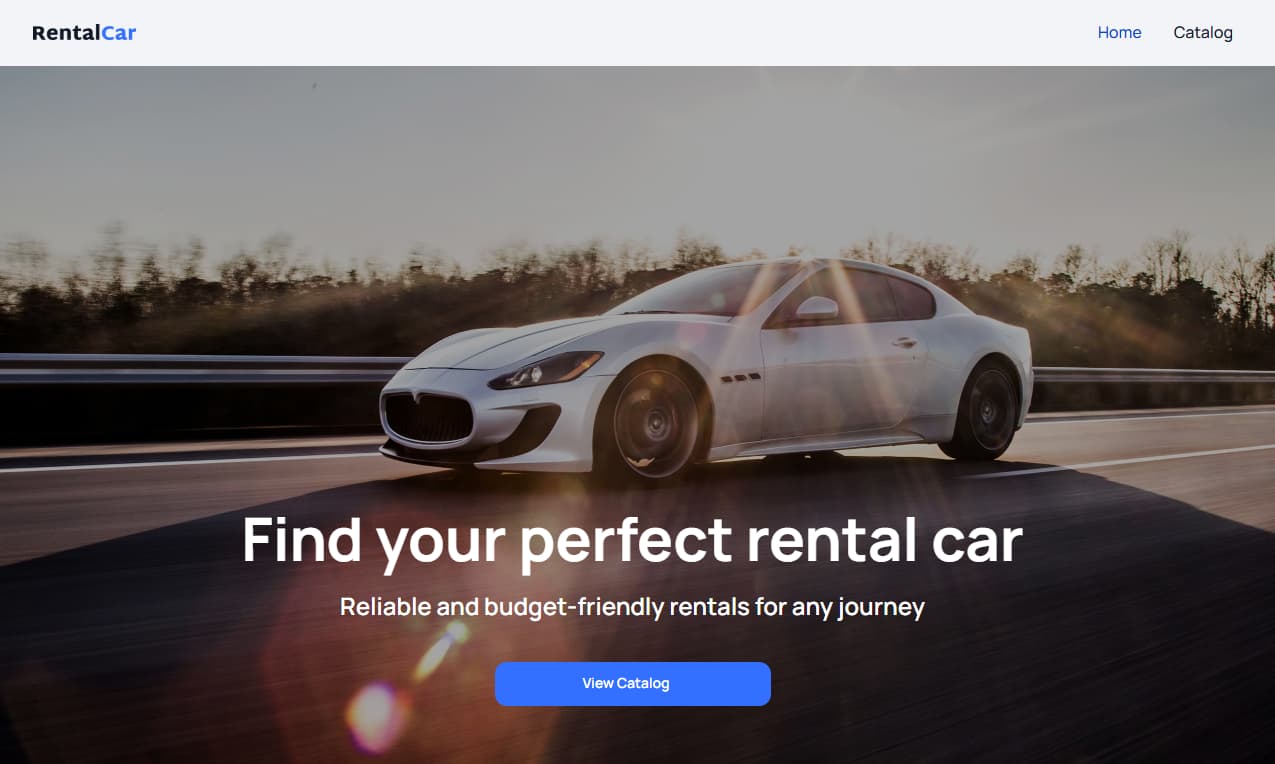 RentalCar
Home Catalog
Find your perfect rental car
Reliable and budget-friendly rentals for any journey
View Catalog